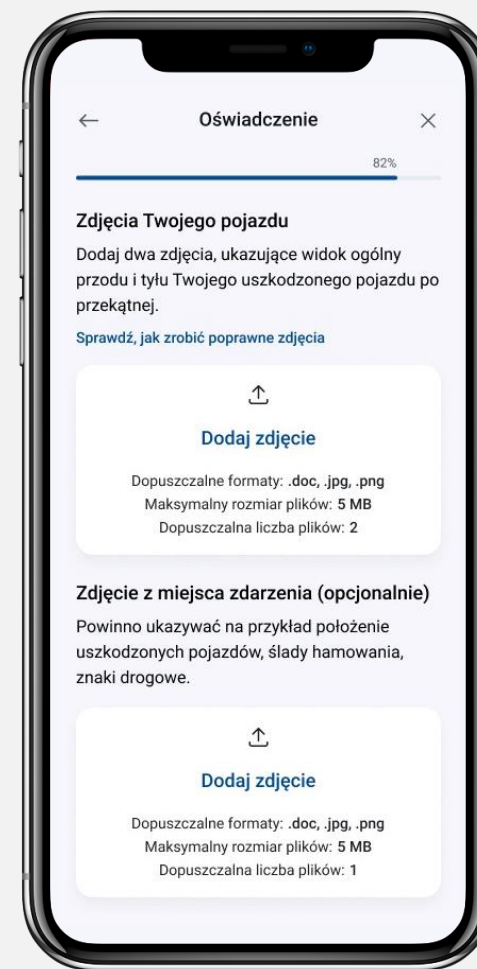 Oświadczenie
82%
Zdjęcia Twojego pojazdu
Dodaj dwa zdjęcia, ukazujące widok ogólny
przodu i tyłu Twojego uszkodzonego pojazdu po
przekątnej.
Sprawdź, jak zrobić poprawne zdjęcia
Dodaj zdjęcie
Dopuszczalne formaty: .doc, .jpg, .png
Maksymalny rozmiar plików: 5 MB
Dopuszczalna liczba plików: 2
Zdjęcie z miejsca zdarzenia (opcjonalnie)
Powinno ukazywać na przykład położenie
uszkodzonych pojazdów, ślady hamowania,
znaki drogowe.
Dodaj zdjęcie
Dopuszczalne formaty: .doc, .jpg, .png
Maksymalny rozmiar plików: 5 MB
Dopuszczalna liczba plików: 1